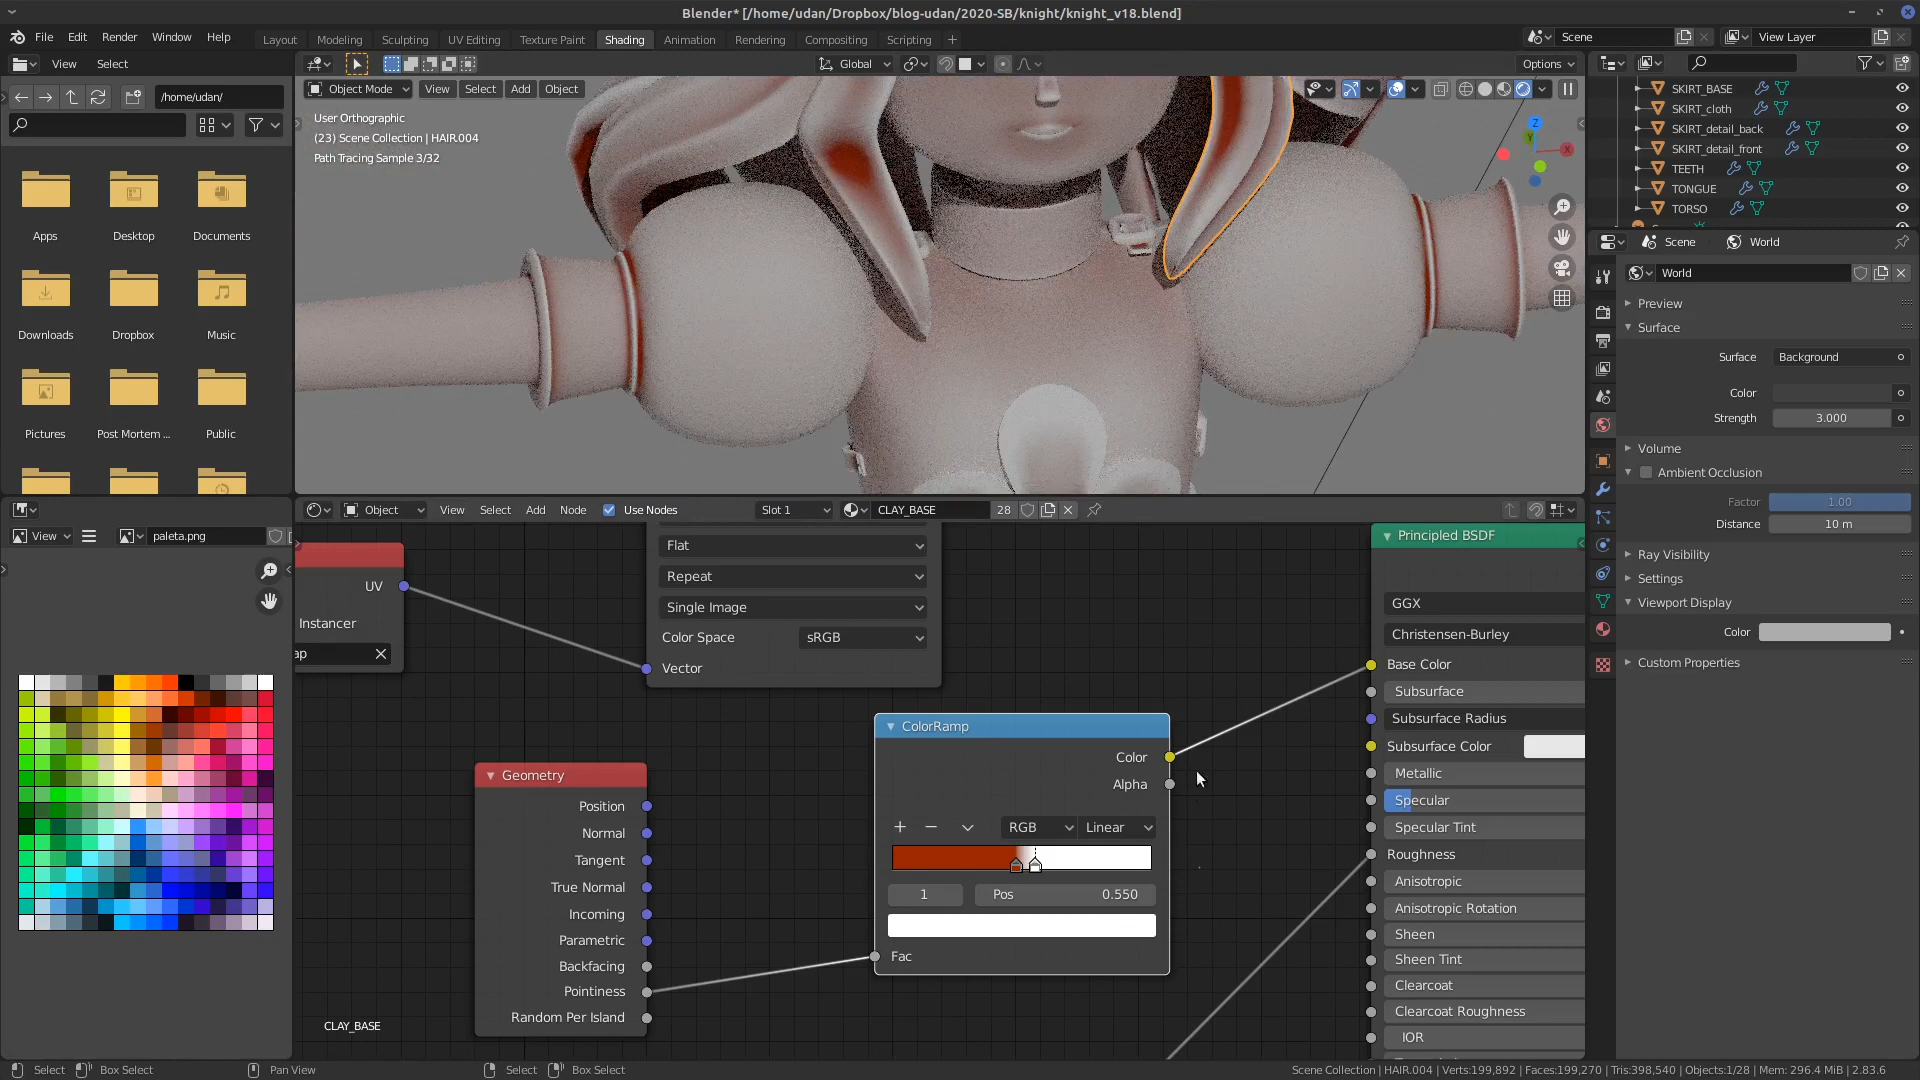 Blender* [/home/udan/Dropbox/blog-udan/2020-SB/knight/knight_v18.blend]
File Edit Render Window Help
Layout Modeling Sculpting UV Editing Texture Paint Shading Animation Rendering Compositing Scripting +
Scene
View Layer
View Select
Global
Options
/home/udan/
Object Mode View Select Add Object
User Orthographic
(23) Scene Collection | HAIR.004
Path Tracing Sample 3/32
Z
Y
X
Apps Desktop Documents
Downloads Dropbox Music
Pictures Post Mortem ... Public
SKIRT_BASE
SKIRT_cloth
SKIRT_detail_back
SKIRT_detail_front
TEETH
TONGUE
TORSO
Scene World
World
Preview
Surface
Surface Background
Color
Strength 3.000
Volume
Ambient Occlusion
Factor 1.00
Distance 10 m
Ray Visibility
Settings
Viewport Display
Color
Custom Properties
View paleta.png
Object View Select Add Node Use Nodes Slot 1 CLAY_BASE 28
UV
Instancer
ap
Flat
Repeat
Single Image
Color Space sRGB
Vector
Geometry
Position
Normal
Tangent
True Normal
Incoming
Parametric
Backfacing
Pointiness
Random Per Island
ColorRamp
Color
Alpha
RGB Linear
1 Pos 0.550
Fac
Principled BSDF
GGX
Christensen-Burley
Base Color
Subsurface
Subsurface Radius
Subsurface Color
Metallic
Specular
Specular Tint
Roughness
Anisotropic
Anisotropic Rotation
Sheen
Sheen Tint
Clearcoat
Clearcoat Roughness
IOR
CLAY_BASE
Select Box Select Pan View Select Box Select
Scene Collection | HAIR.004 | Verts:199,892 | Faces:199,270 | Tris:398,540 | Objects:1/28 | Mem: 296.4 MiB | 2.83.6